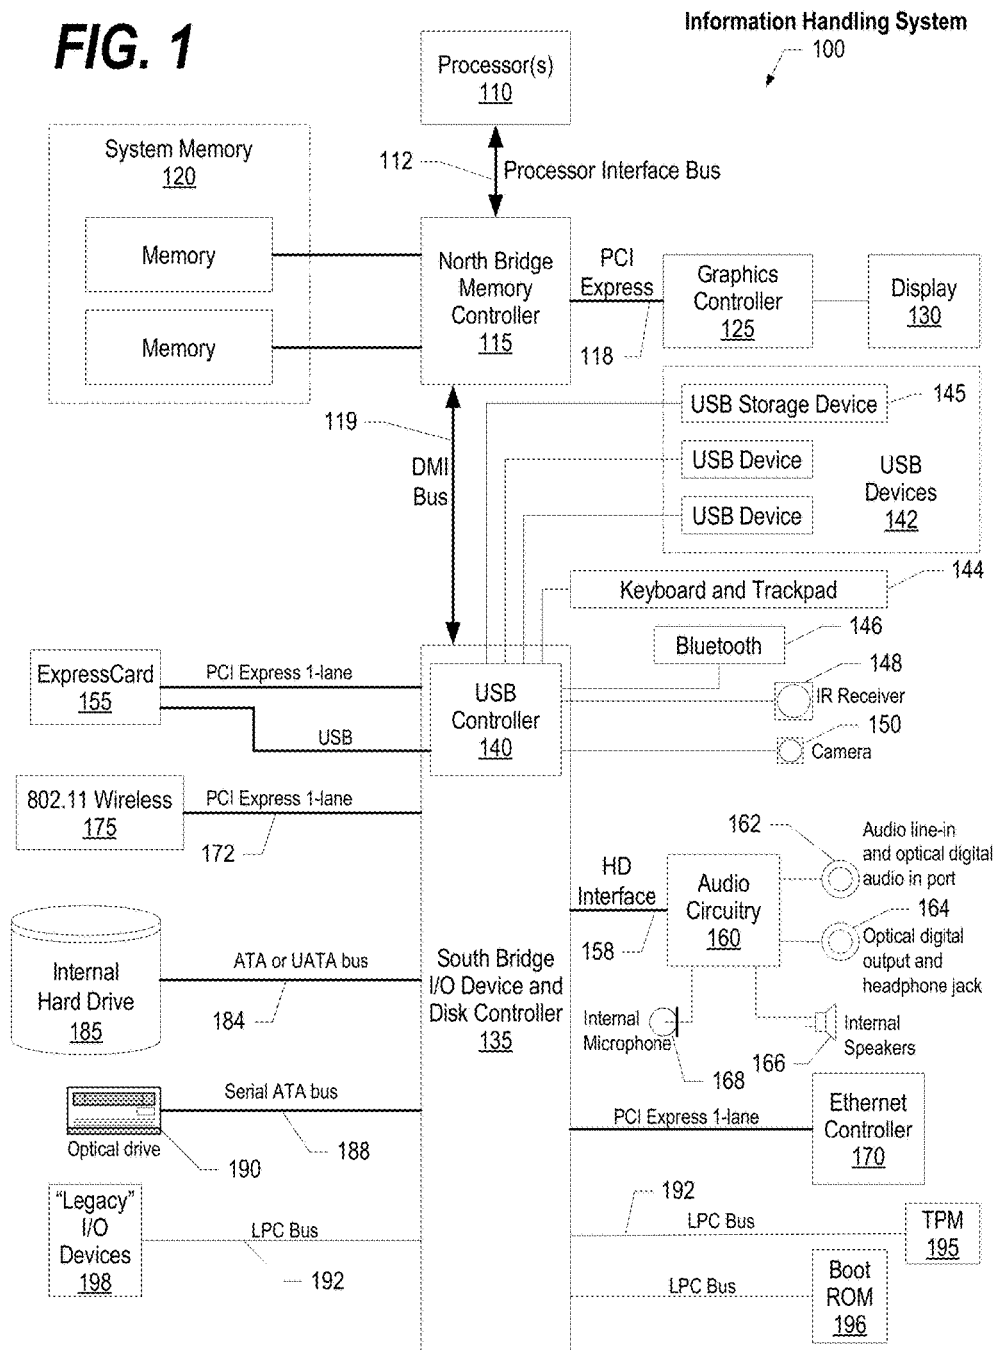 FIG. 1
Information Handling System
100
Processor(s)
110
System Memory
120
112
Processor Interface Bus
Memory
Memory
North Bridge
Memory
Controller
115
PCI
Express
118
Graphics
Controller
125
Display
130
119
DMI
Bus
USB Storage Device
145
USB Device
USB Device
USB
Devices
142
144
Keyboard and Trackpad
146
Bluetooth
148
IR Receiver
150
Camera
ExpressCard
155
PCI Express 1-lane
USB
USB
Controller
140
802.11 Wireless
175
PCI Express 1-lane
172
162
Audio line-in
and optical digital
audio in port
HD
Interface
158
Audio
Circuitry
160
164
Optical digital
output and
headphone jack
Internal
Hard Drive
185
ATA or UATA bus
184
South Bridge
I/O Device and
Disk Controller
135
Internal
Microphone
168
166
Internal
Speakers
Serial ATA bus
188
Optical drive
190
PCI Express 1-lane
Ethernet
Controller
170
"Legacy"
I/O
Devices
198
LPC Bus
192
192
LPC Bus
TPM
195
LPC Bus
Boot
ROM
196